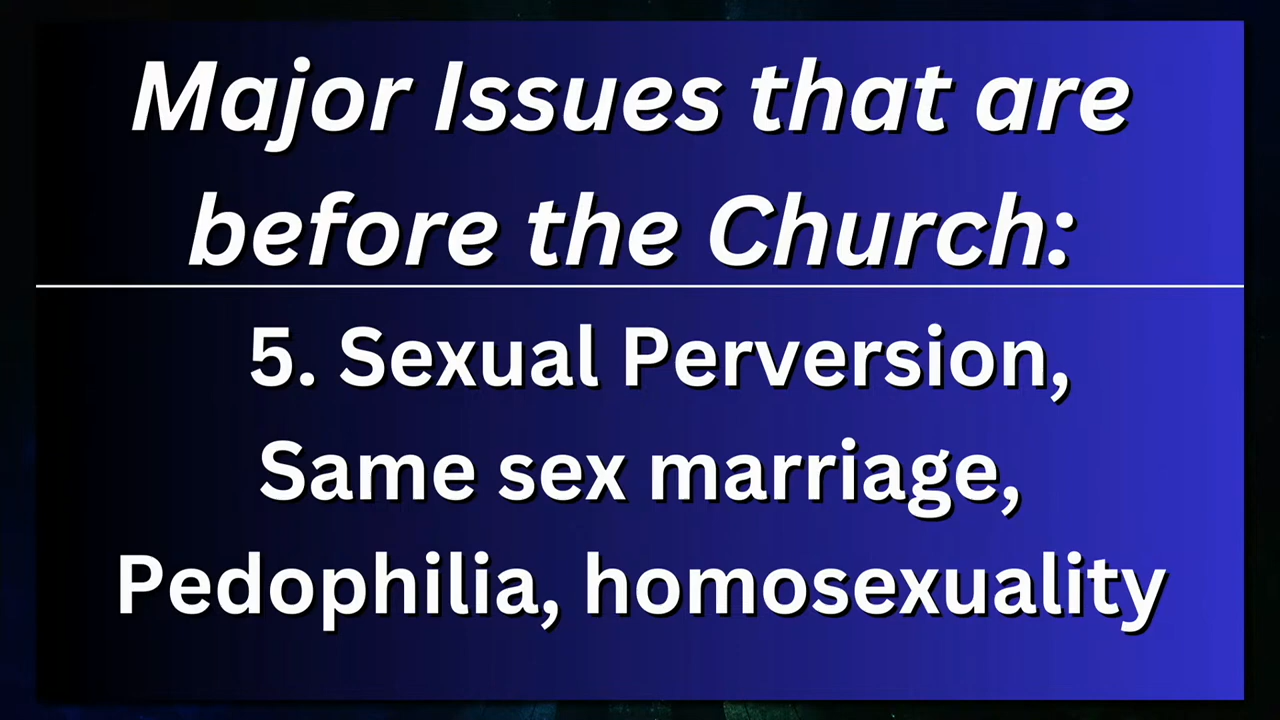 Major Issues that are
before the Church:
5. Sexual Perversion,
Same sex marriage,
Pedophilia, homosexuality